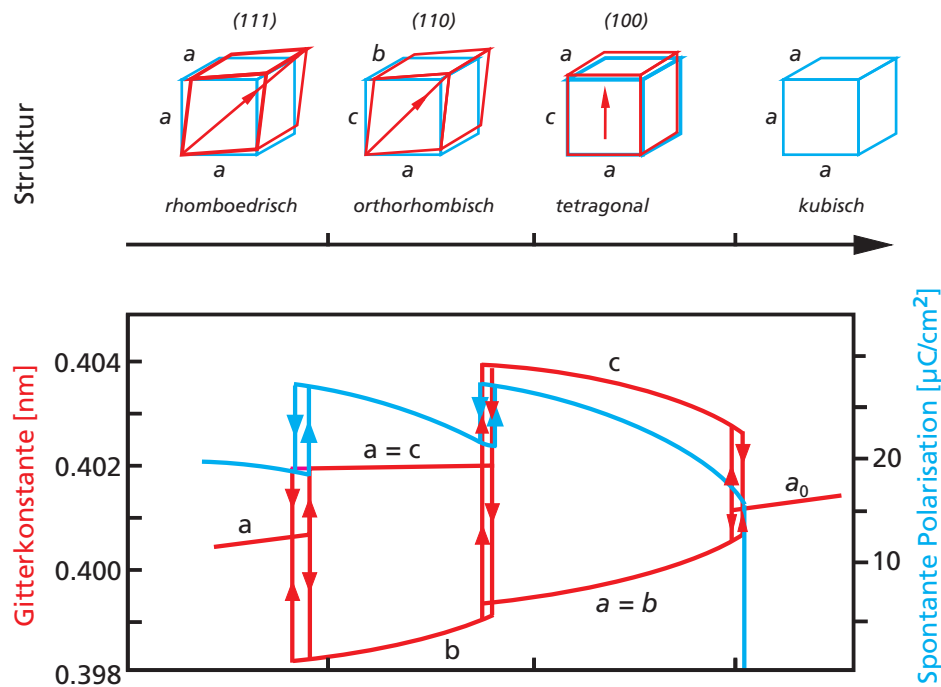 (111) (110) (100)
a b a a
a c c a
a a a a
Struktur
rhomboedrisch orthorhombisch tetragonal kubisch
Gitterkonstante [nm]
0.404
0.402
0.400
0.398
a
a = c
b
c
a = b
a₀
20
10
Spontante Polarisation [µC/cm²]